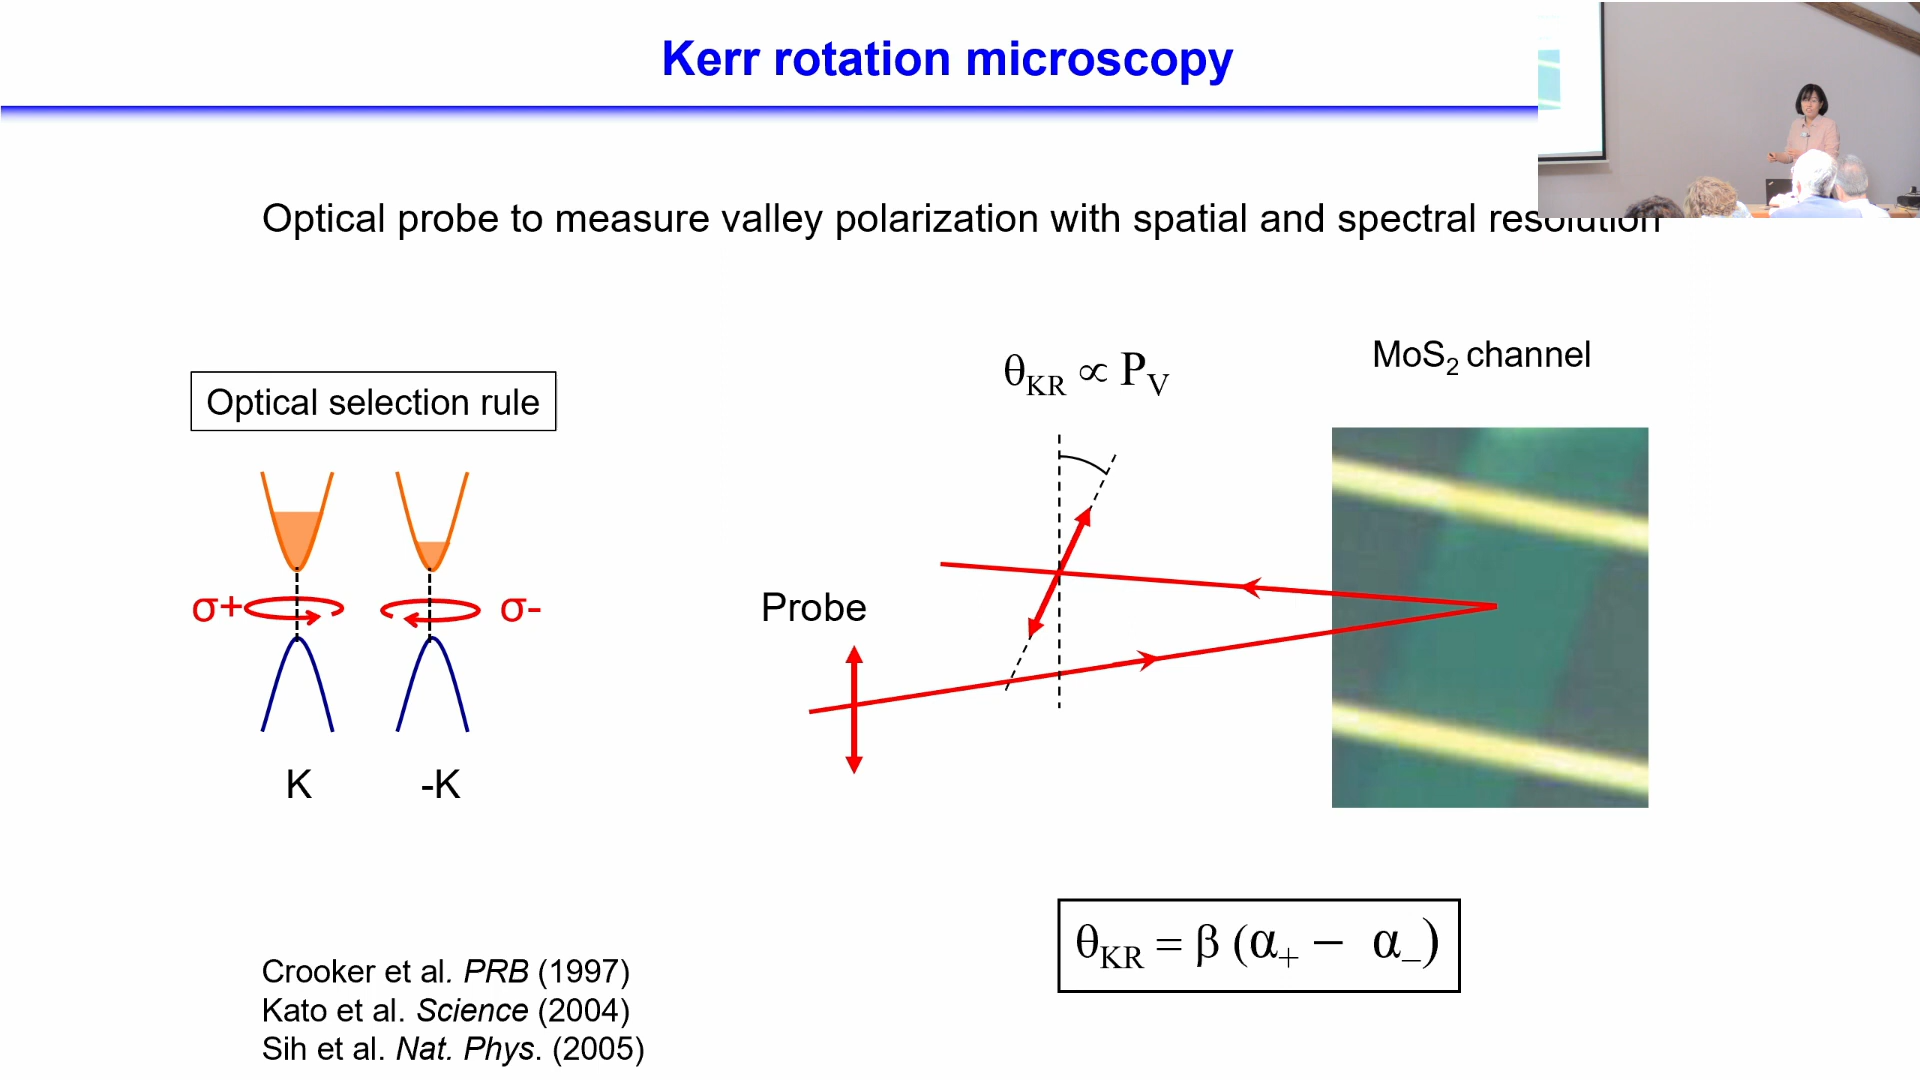 Kerr rotation microscopy
Optical probe to measure valley polarization with spatial and spectral resolution
Optical selection rule
σ+
σ-
K
-K
θKR ∝ PV
MoS2 channel
Probe
θKR = β (α+ − α−)
Crooker et al. PRB (1997)
Kato et al. Science (2004)
Sih et al. Nat. Phys. (2005)